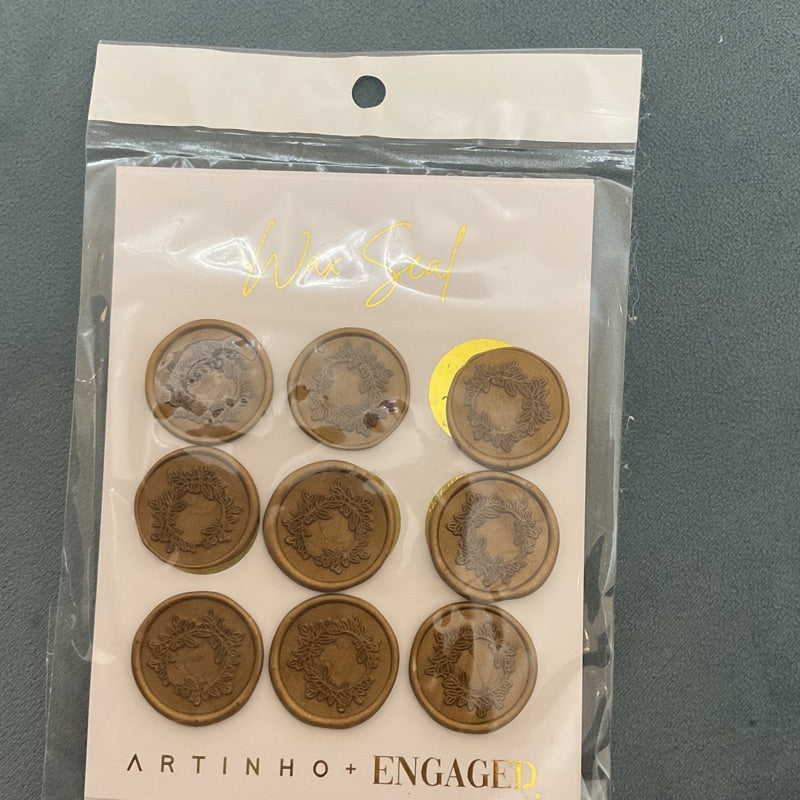 Wax Seal
ARTINHO + ENGAGED.